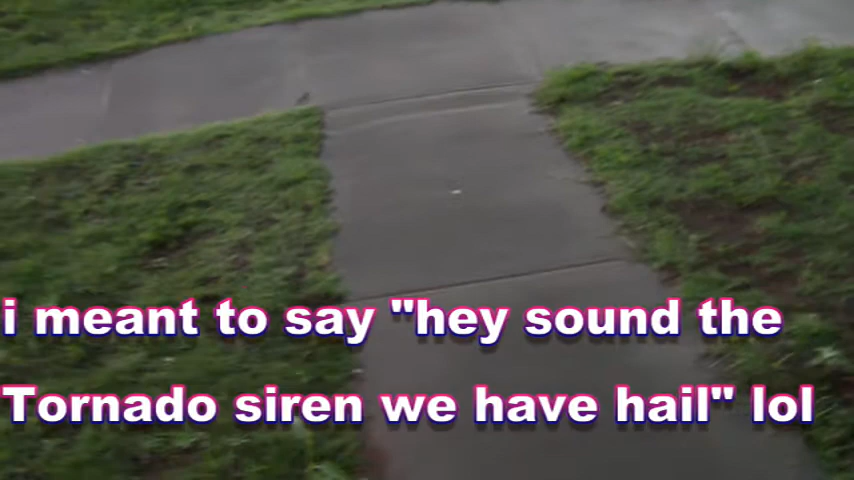 i meant to say "hey sound the
Tornado siren we have hail" lol